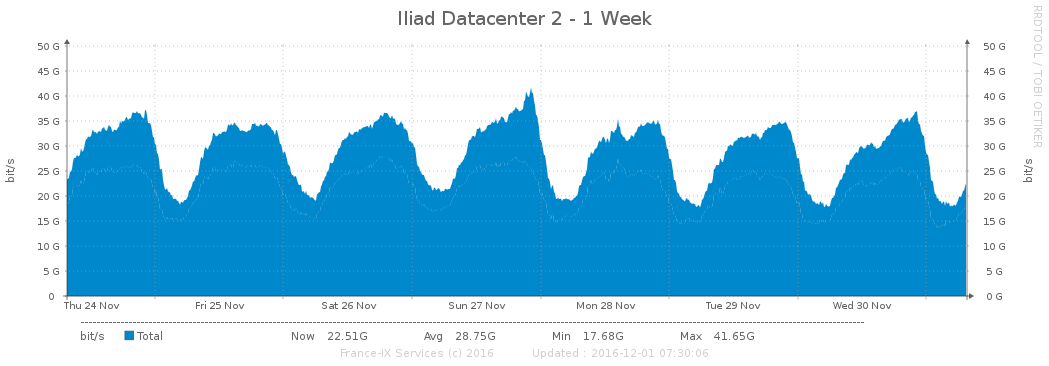 Iliad Datacenter 2 - 1 Week
RRDTOOL / TOBI OETIKER
50 G 50 G
45 G 45 G
40 G 40 G
35 G 35 G
30 G 30 G
25 G 25 G
20 G 20 G
15 G 15 G
10 G 10 G
5 G 5 G
0 0 G
bit/s
bit/s
Thu 24 Nov Fri 25 Nov Sat 26 Nov Sun 27 Nov Mon 28 Nov Tue 29 Nov Wed 30 Nov
bit/s Total Now 22.51G Avg 28.75G Min 17.68G Max 41.65G
France-IX Services (c) 2016 Updated : 2016-12-01 07:30:06